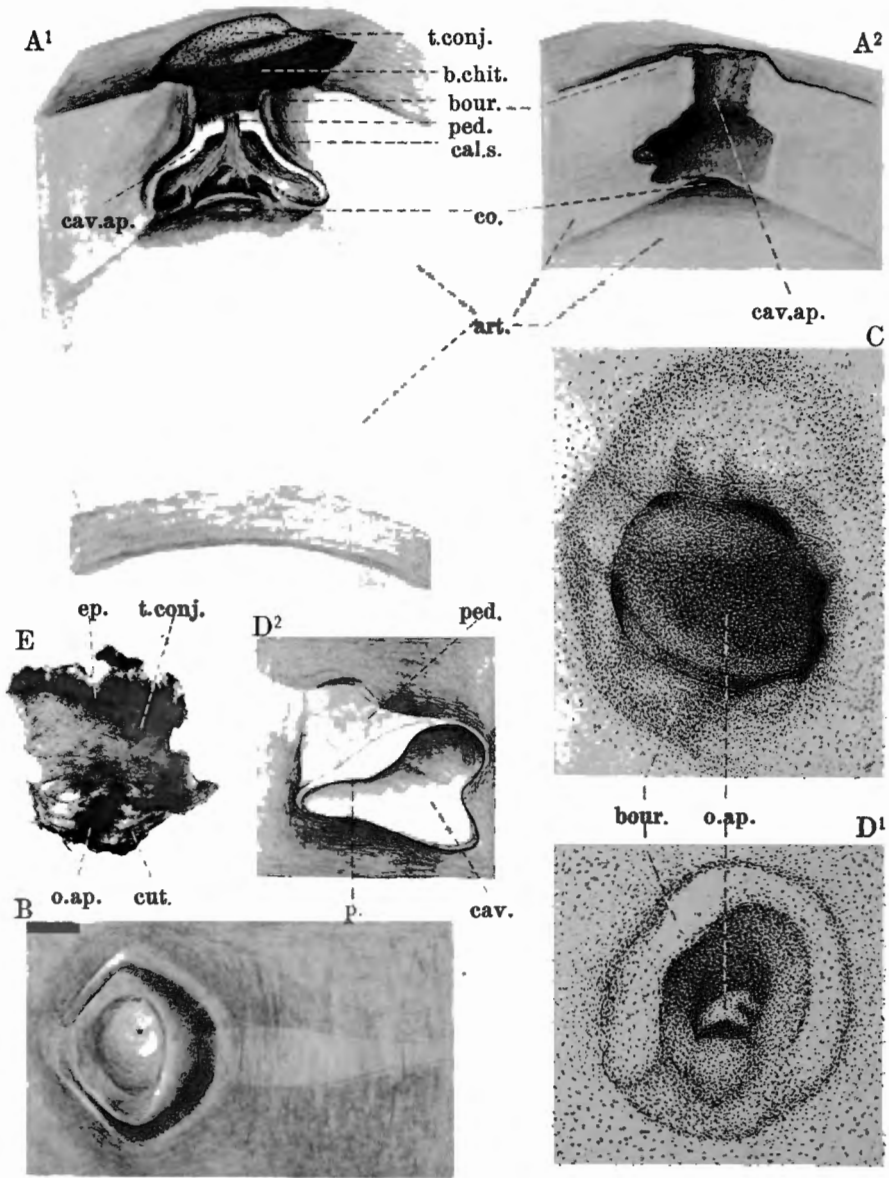 A¹
t.conj.
A²
b.chit.
bour.
ped.
cal.s.
cav.ap.
co.
cav.ap.
art.
C
ep.
t.conj.
ped.
E
D²
bour.
o.ap.
D¹
o.ap.
cut.
p.
cav.
B